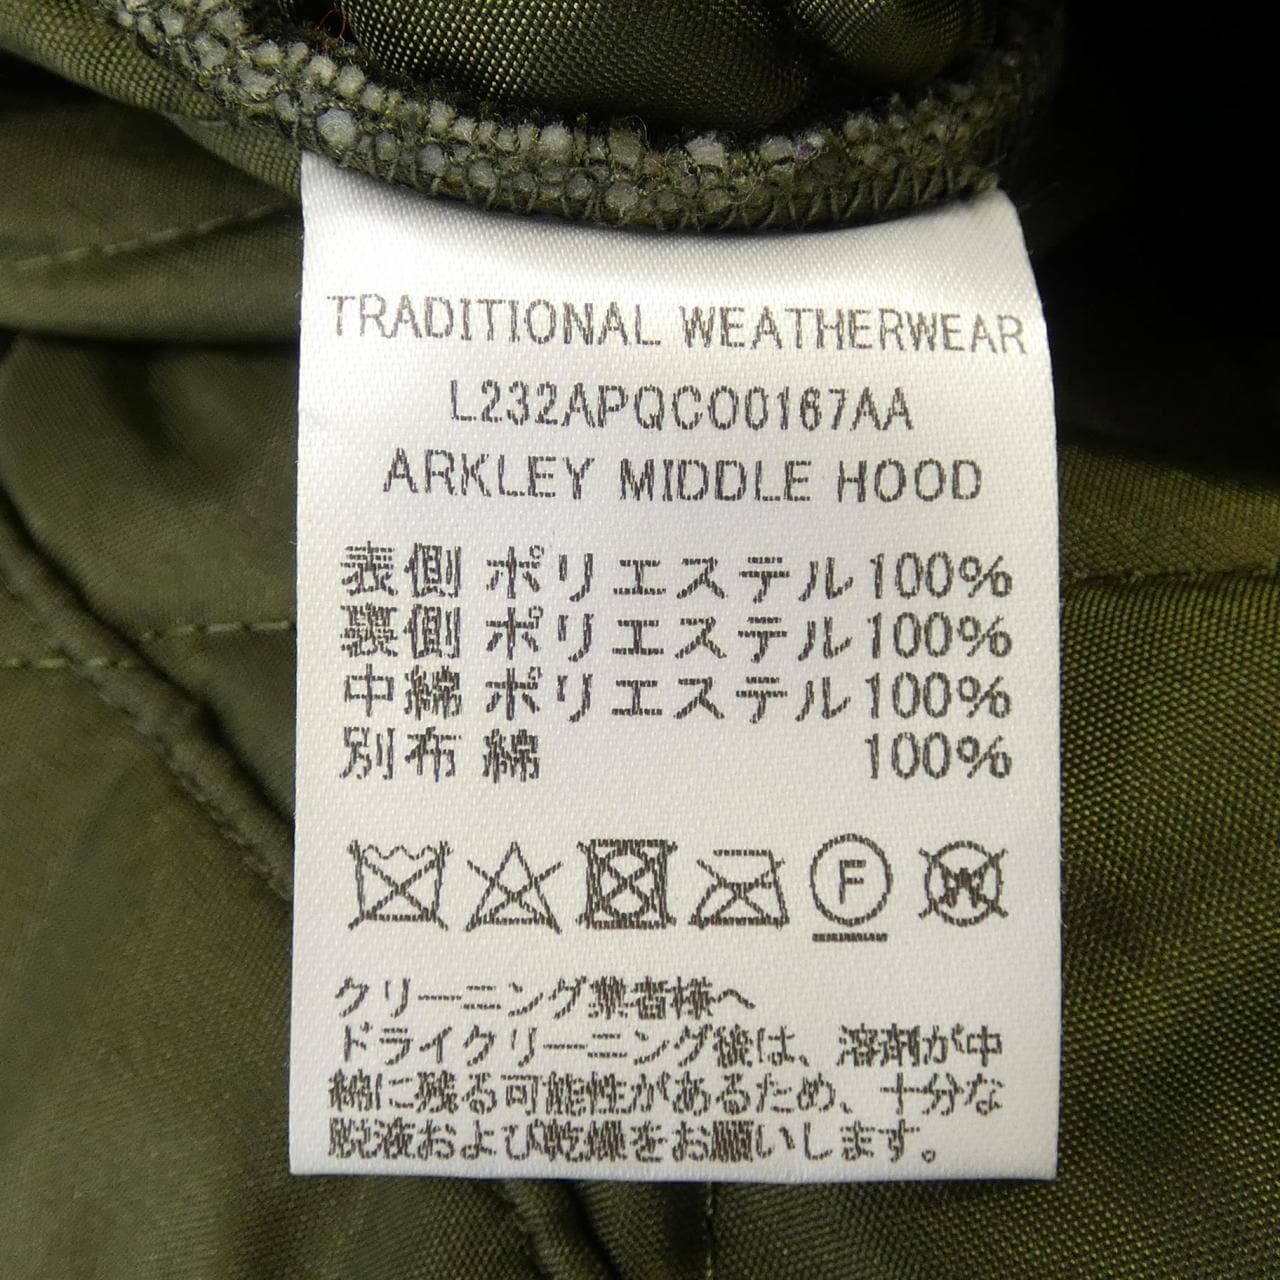 TRADITIONAL WEATHERWEAR
L232APQCO0167AA
ARKLEY MIDDLE HOOD
表側 ポリエステル100%
裏側 ポリエステル100%
中綿 ポリエステル100%
別布 綿 100%
F W
クリーニング業者様へ
ドライクリーニング後は、溶剤が中
綿に残る可能性があるため、十分な
脱液および乾燥をお願いします。